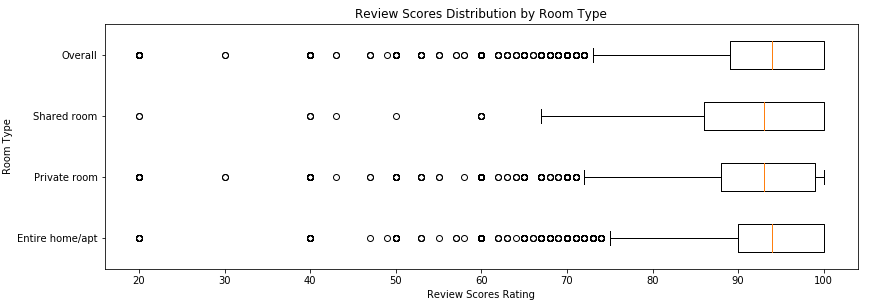 Review Scores Distribution by Room Type
Overall
Shared room
Private room
Entire home/apt
Room Type
20 30 40 50 60 70 80 90 100
Review Scores Rating